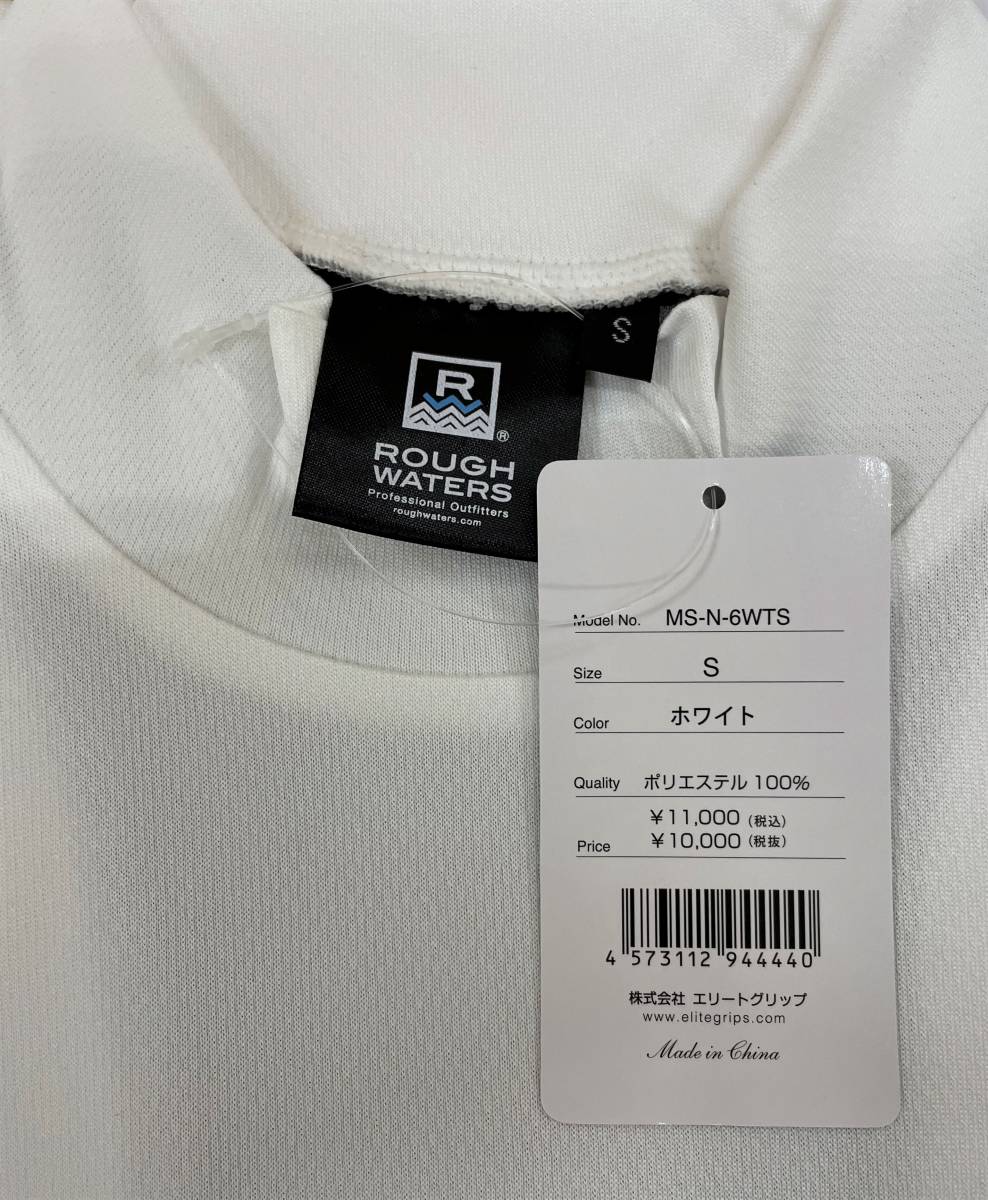 S
R
®
ROUGH
WATERS
Professional Outfitters
roughwaters.com
Model No. MS-N-6WTS
Size S
Color ホワイト
Quality ポリエステル 100%
¥11,000 (税込)
Price ¥10,000 (税抜)
4 573112 944440
株式会社 エリートグリップ
www.elitegrips.com
Made in China